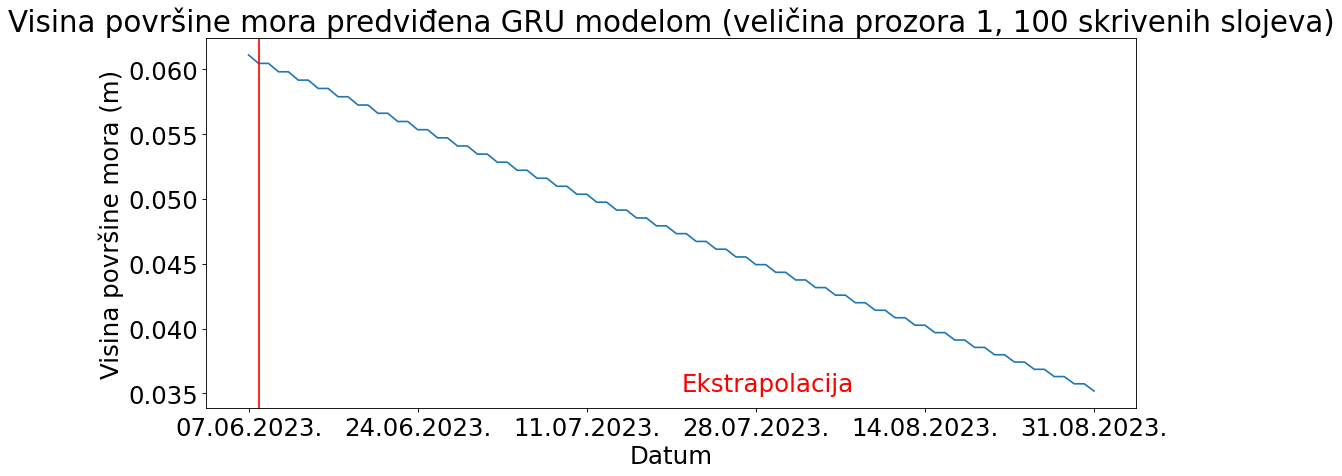 Visina površine mora predviđena GRU modelom (veličina prozora 1, 100 skrivenih slojeva)
Visina površine mora (m)
0.060
0.055
0.050
0.045
0.040
0.035
Ekstrapolacija
07.06.2023. 24.06.2023. 11.07.2023. 28.07.2023. 14.08.2023. 31.08.2023.
Datum